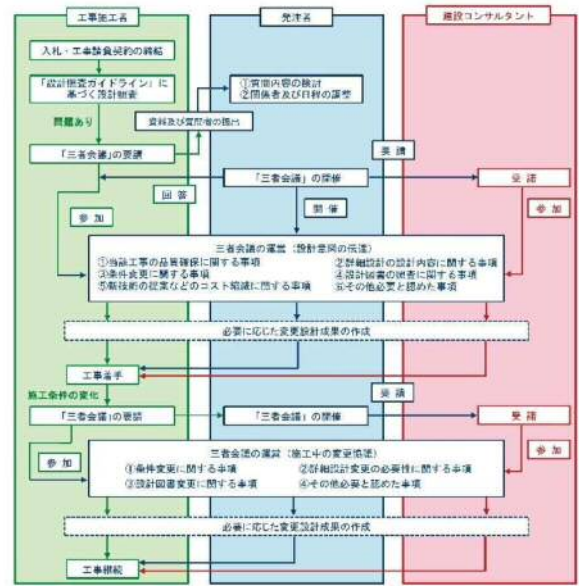 工事施工者
発注者
建設コンサルタント
入札・工事請負契約の締結
「設計照査ガイドライン」に
基づく設計照査
①質問内容の検討
②関係者及び日程の調整
問題あり
資料及び質問書の提出
「三者会議」の要請
要 請
「三者会議」の開催
受 諾
回 答
参 加
開 催
参 加
三者会議の運営（設計意図の伝達）
①当該工事の品質確保に関する事項
②詳細設計の設計内容に関する事項
③条件変更に関する事項
④設計図書の照査に関する事項
⑤新技術の提案などのコスト縮減に関する事項
⑥その他必要と認めた事項
必要に応じた変更設計成果の作成
工事着手
施工条件の変化
要 請
「三者会議」の要請
「三者会議」の開催
受 諾
参 加
三者会議の運営（施工中の変更協議）
参 加
①条件変更に関する事項
②詳細設計変更の必要性に関する事項
③設計図書変更に関する事項
④その他必要と認めた事項
必要に応じた変更設計成果の作成
工事継続